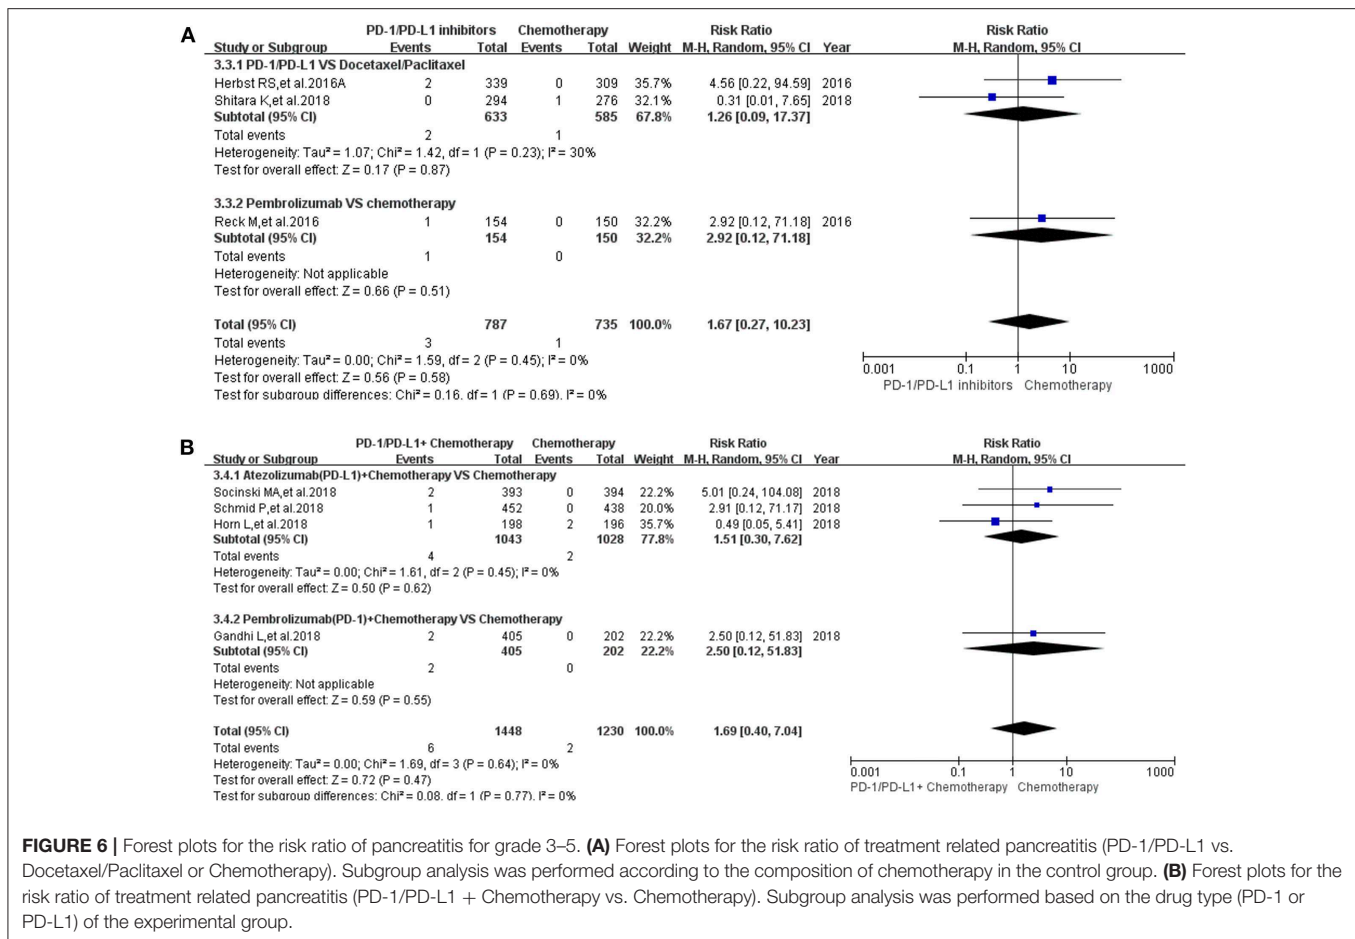 A
PD-1/PD-L1 inhibitors Chemotherapy Risk Ratio Risk Ratio
Study or Subgroup Events Total Events Total Weight M-H, Random, 95% CI Year M-H, Random, 95% CI
3.3.1 PD-1/PD-L1 VS Docetaxel/Paclitaxel
Herbst RS,et al.2016A 2 339 0 309 35.7% 4.56 [0.22, 94.59] 2016
Shitara K,et al.2018 0 294 1 276 32.1% 0.31 [0.01, 7.65] 2018
Subtotal (95% CI) 633 585 67.8% 1.26 [0.09, 17.37]
Total events 2 1
Heterogeneity: Tau² = 1.07; Chi² = 1.42, df = 1 (P = 0.23); I² = 30%
Test for overall effect: Z = 0.17 (P = 0.87)
3.3.2 Pembrolizumab VS chemotherapy
Reck M,et al.2016 1 154 0 150 32.2% 2.92 [0.12, 71.18] 2016
Subtotal (95% CI) 154 150 32.2% 2.92 [0.12, 71.18]
Total events 1 0
Heterogeneity: Not applicable
Test for overall effect: Z = 0.66 (P = 0.51)
Total (95% CI) 787 735 100.0% 1.67 [0.27, 10.23]
Total events 3 1
Heterogeneity: Tau² = 0.00; Chi² = 1.59, df = 2 (P = 0.45); I² = 0%
Test for overall effect: Z = 0.56 (P = 0.58)
Test for subgroup differences: Chi² = 0.16, df = 1 (P = 0.69), I² = 0%
0.001 0.1 1 10 1000
PD-1/PD-L1 inhibitors Chemotherapy
B
PD-1/PD-L1+ Chemotherapy Chemotherapy Risk Ratio Risk Ratio
Study or Subgroup Events Total Events Total Weight M-H, Random, 95% CI Year M-H, Random, 95% CI
3.4.1 Atezolizumab(PD-L1)+Chemotherapy VS Chemotherapy
Socinski MA,et al.2018 2 393 0 394 22.2% 5.01 [0.24, 104.08] 2018
Schmid P,et al.2018 1 452 0 438 20.0% 2.91 [0.12, 71.17] 2018
Horn L,et al.2018 1 198 2 196 35.7% 0.49 [0.05, 5.41] 2018
Subtotal (95% CI) 1043 1028 77.8% 1.51 [0.30, 7.62]
Total events 4 2
Heterogeneity: Tau² = 0.00; Chi² = 1.61, df = 2 (P = 0.45); I² = 0%
Test for overall effect: Z = 0.50 (P = 0.62)
3.4.2 Pembrolizumab(PD-1)+Chemotherapy VS Chemotherapy
Gandhi L,et al.2018 2 405 0 202 22.2% 2.50 [0.12, 51.83] 2018
Subtotal (95% CI) 405 202 22.2% 2.50 [0.12, 51.83]
Total events 2 0
Heterogeneity: Not applicable
Test for overall effect: Z = 0.59 (P = 0.55)
Total (95% CI) 1448 1230 100.0% 1.69 [0.40, 7.04]
Total events 6 2
Heterogeneity: Tau² = 0.00; Chi² = 1.69, df = 3 (P = 0.64); I² = 0%
Test for overall effect: Z = 0.72 (P = 0.47)
Test for subgroup differences: Chi² = 0.08, df = 1 (P = 0.77), I² = 0%
0.001 0.1 1 10 1000
PD-1/PD-L1+ Chemotherapy Chemotherapy
FIGURE 6 | Forest plots for the risk ratio of pancreatitis for grade 3–5. (A) Forest plots for the risk ratio of treatment related pancreatitis (PD-1/PD-L1 vs.
Docetaxel/Paclitaxel or Chemotherapy). Subgroup analysis was performed according to the composition of chemotherapy in the control group. (B) Forest plots for the
risk ratio of treatment related pancreatitis (PD-1/PD-L1 + Chemotherapy vs. Chemotherapy). Subgroup analysis was performed based on the drug type (PD-1 or
PD-L1) of the experimental group.